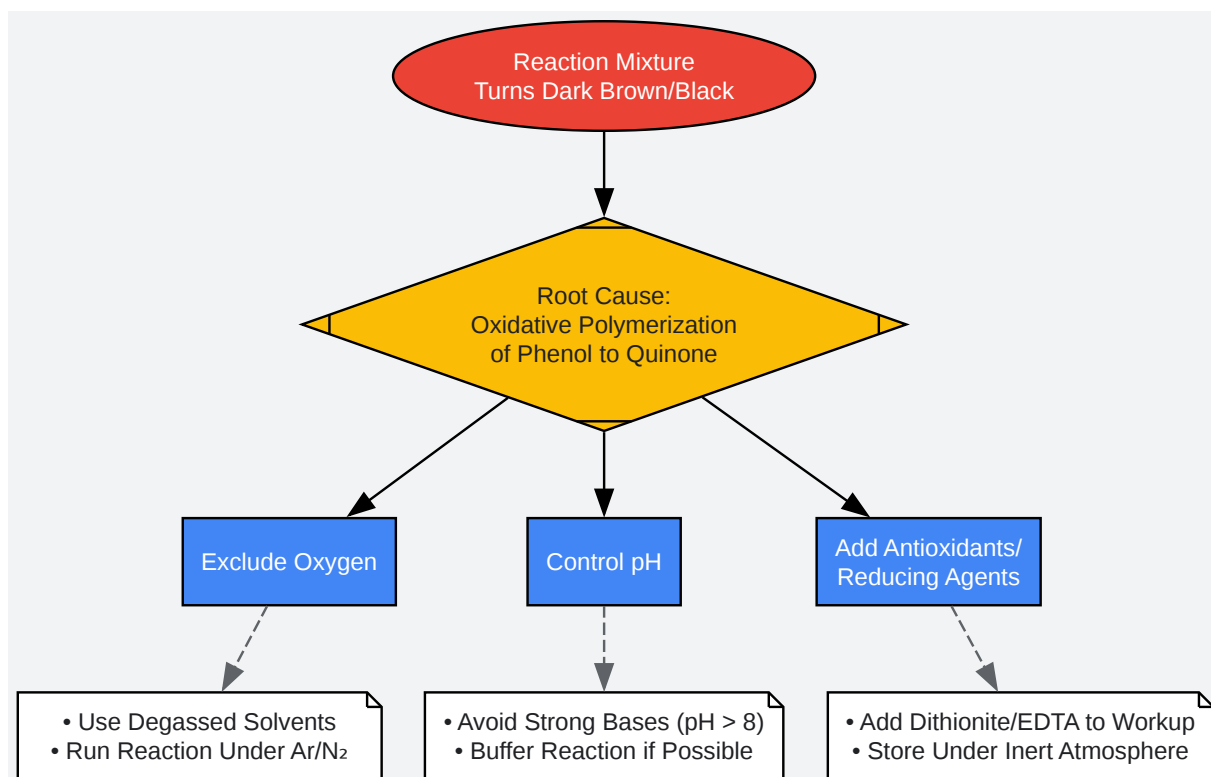 Reaction Mixture
Turns Dark Brown/Black
Root Cause:
Oxidative Polymerization
of Phenol to Quinone
Exclude Oxygen
Control pH
Add Antioxidants/
Reducing Agents
• Use Degassed Solvents
• Run Reaction Under Ar/N₂
• Avoid Strong Bases (pH > 8)
• Buffer Reaction if Possible
• Add Dithionite/EDTA to Workup
• Store Under Inert Atmosphere